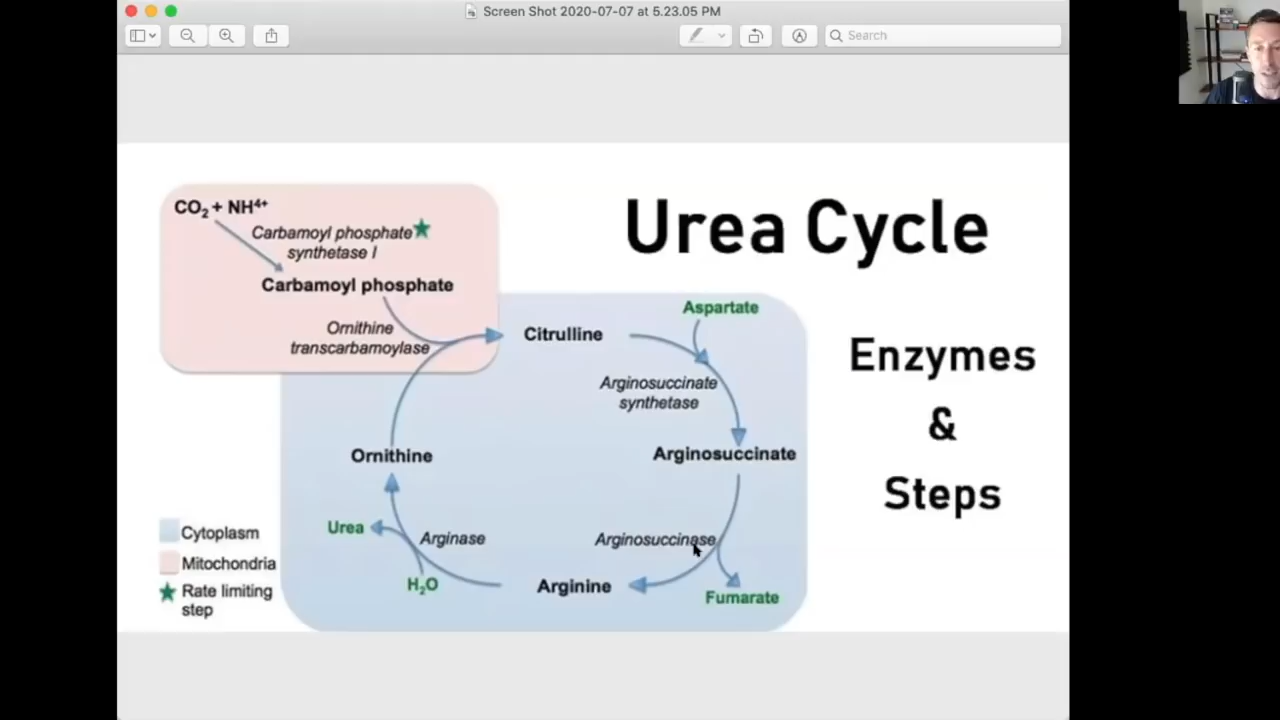 Screen Shot 2020-07-07 at 5.23.05 PM
Search
Urea Cycle
Enzymes
&
Steps
CO₂ + NH⁴⁺
Carbamoyl phosphate
synthetase I
Carbamoyl phosphate
Ornithine
transcarbamoylase
Citrulline
Aspartate
Arginosuccinate
synthetase
Arginosuccinate
Arginosuccinase
Fumarate
Arginine
Arginase
H₂O
Urea
Ornithine
Cytoplasm
Mitochondria
Rate limiting
step